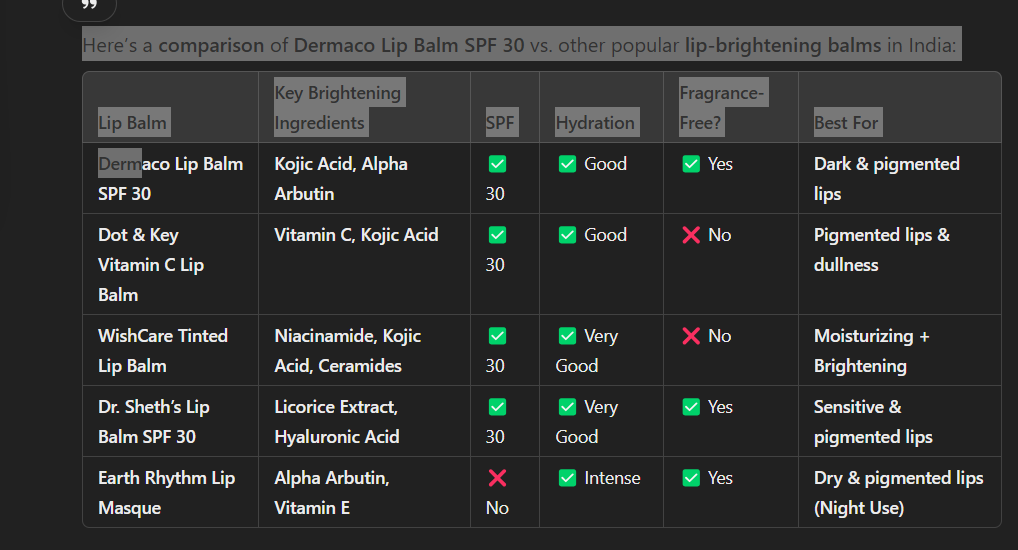 Here's a comparison of Dermaco Lip Balm SPF 30 vs. other popular lip-brightening balms in India:
Lip Balm Key Brightening Ingredients SPF Hydration Fragrance-Free? Best For
Dermaco Lip Balm SPF 30 Kojic Acid, Alpha Arbutin ✅ 30 ✅ Good ✅ Yes Dark & pigmented lips
Dot & Key Vitamin C Lip Balm Vitamin C, Kojic Acid ✅ 30 ✅ Good ❌ No Pigmented lips & dullness
WishCare Tinted Lip Balm Niacinamide, Kojic Acid, Ceramides ✅ 30 ✅ Very Good ❌ No Moisturizing + Brightening
Dr. Sheth's Lip Balm SPF 30 Licorice Extract, Hyaluronic Acid ✅ 30 ✅ Very Good ✅ Yes Sensitive & pigmented lips
Earth Rhythm Lip Masque Alpha Arbutin, Vitamin E ❌ No ✅ Intense ✅ Yes Dry & pigmented lips (Night Use)